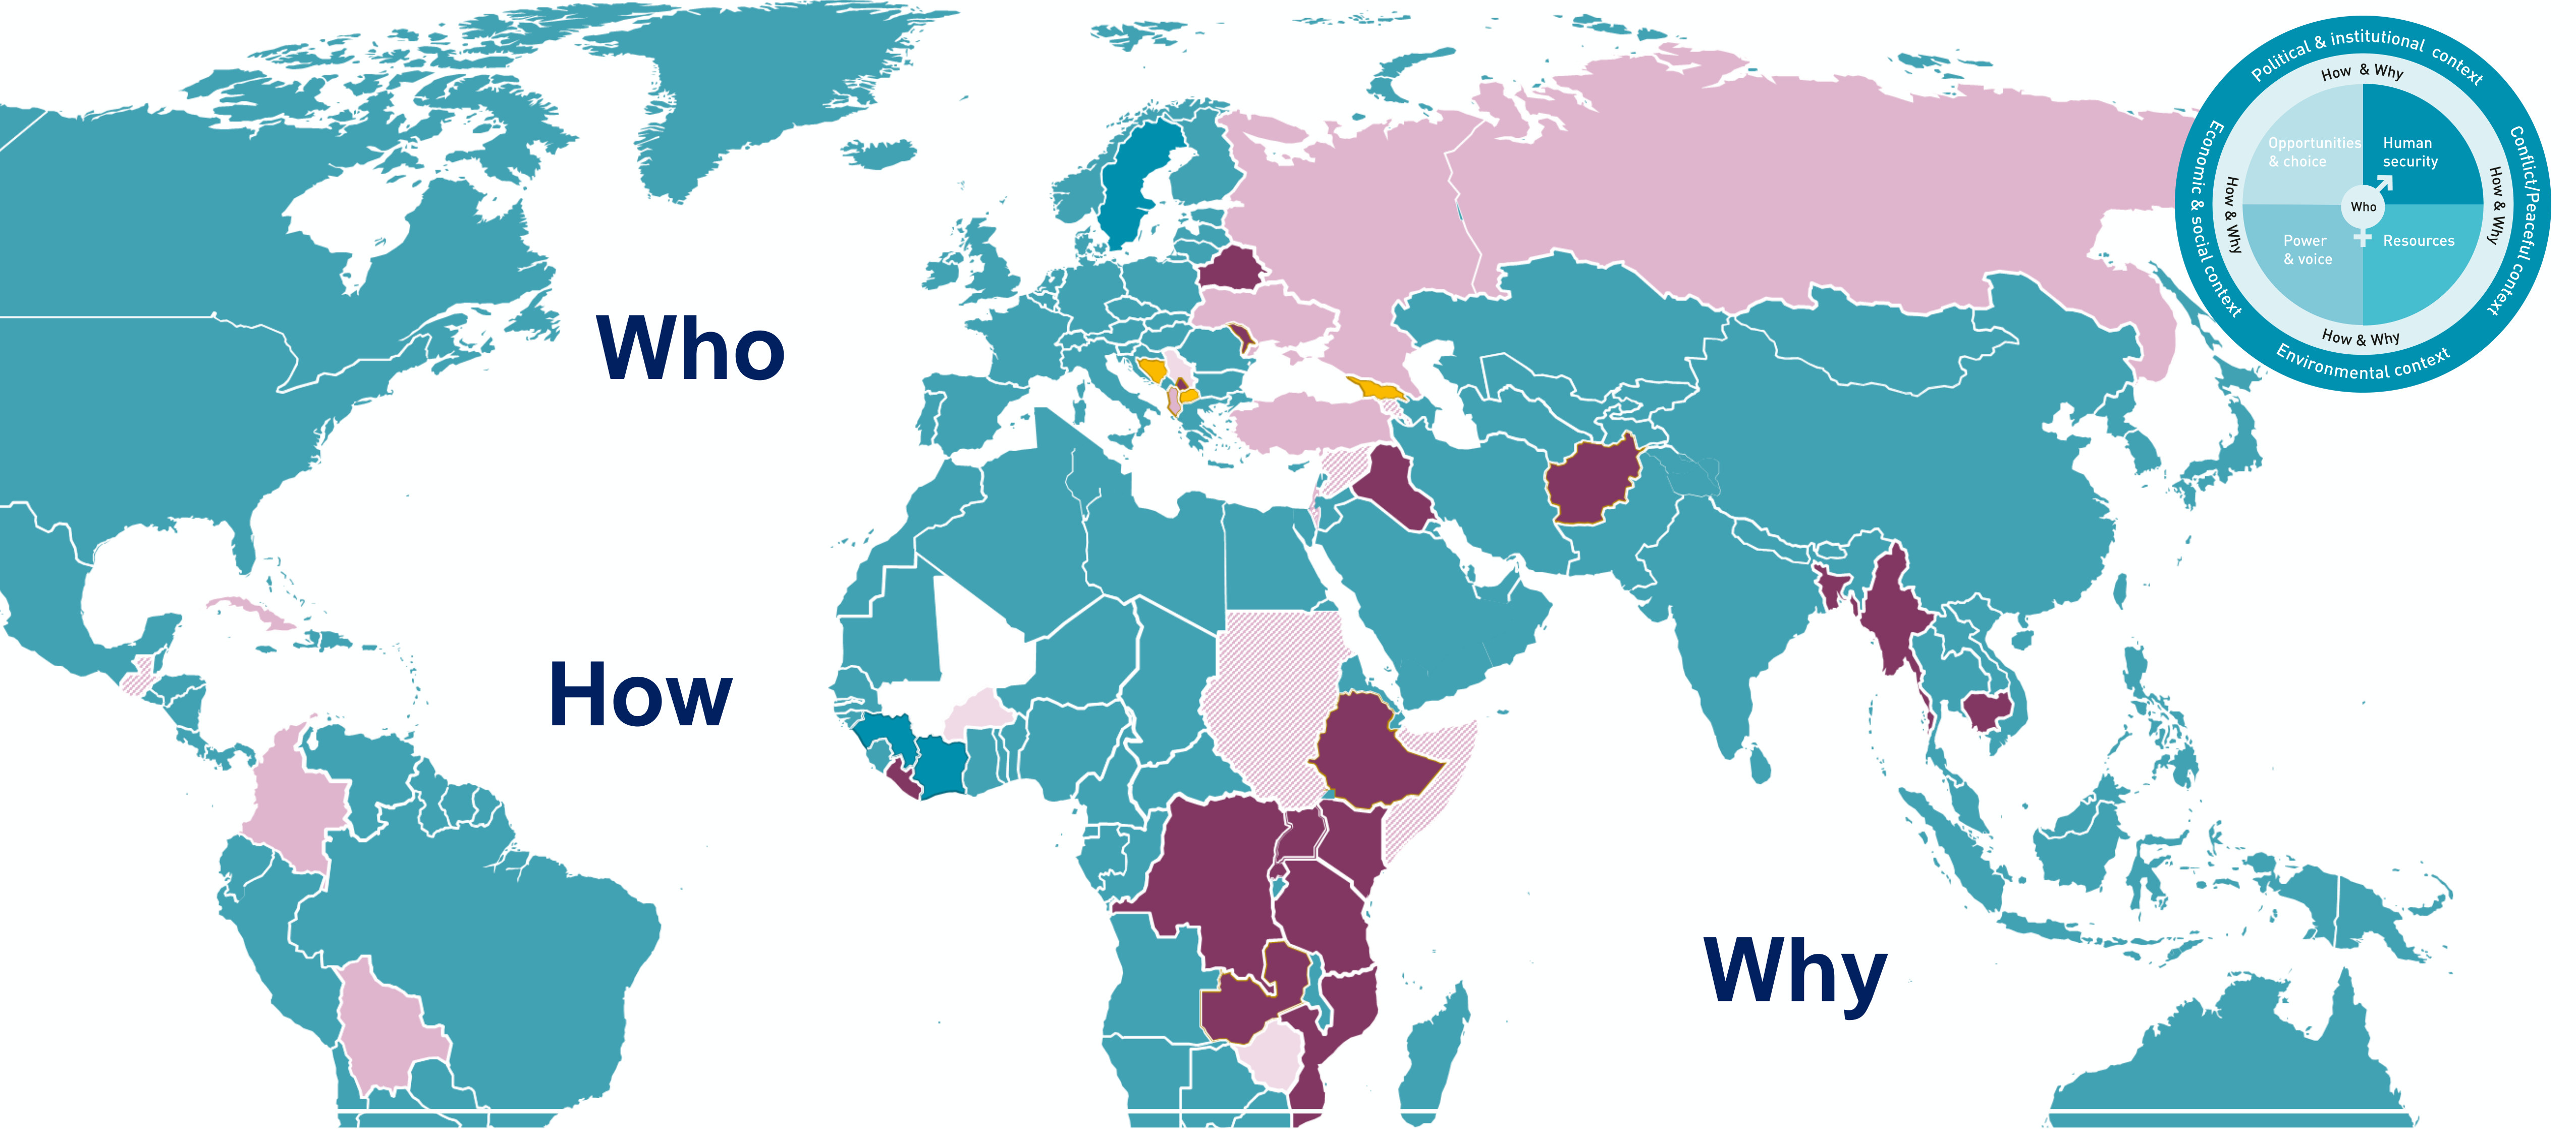 Who
How
Why
Political & institutional context
How & Why
Opportunities
& choice
Human
security
Economic & social context
How & Why
Who
How & Why
Conflict/Peaceful context
Power
& voice
Resources
How & Why
Environmental context